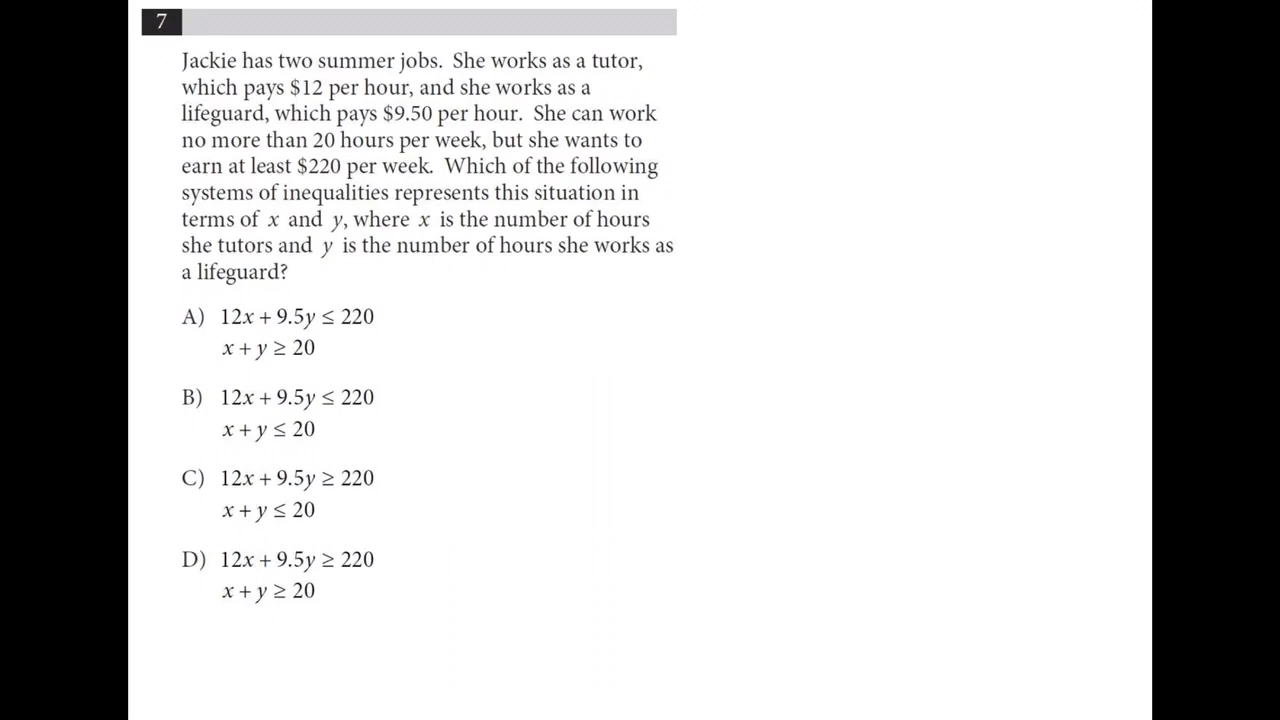 7
Jackie has two summer jobs. She works as a tutor,
which pays $12 per hour, and she works as a
lifeguard, which pays $9.50 per hour. She can work
no more than 20 hours per week, but she wants to
earn at least $220 per week. Which of the following
systems of inequalities represents this situation in
terms of x and y, where x is the number of hours
she tutors and y is the number of hours she works as
a lifeguard?
A) 12x + 9.5y ≤ 220
x + y ≥ 20
B) 12x + 9.5y ≤ 220
x + y ≤ 20
C) 12x + 9.5y ≥ 220
x + y ≤ 20
D) 12x + 9.5y ≥ 220
x + y ≥ 20